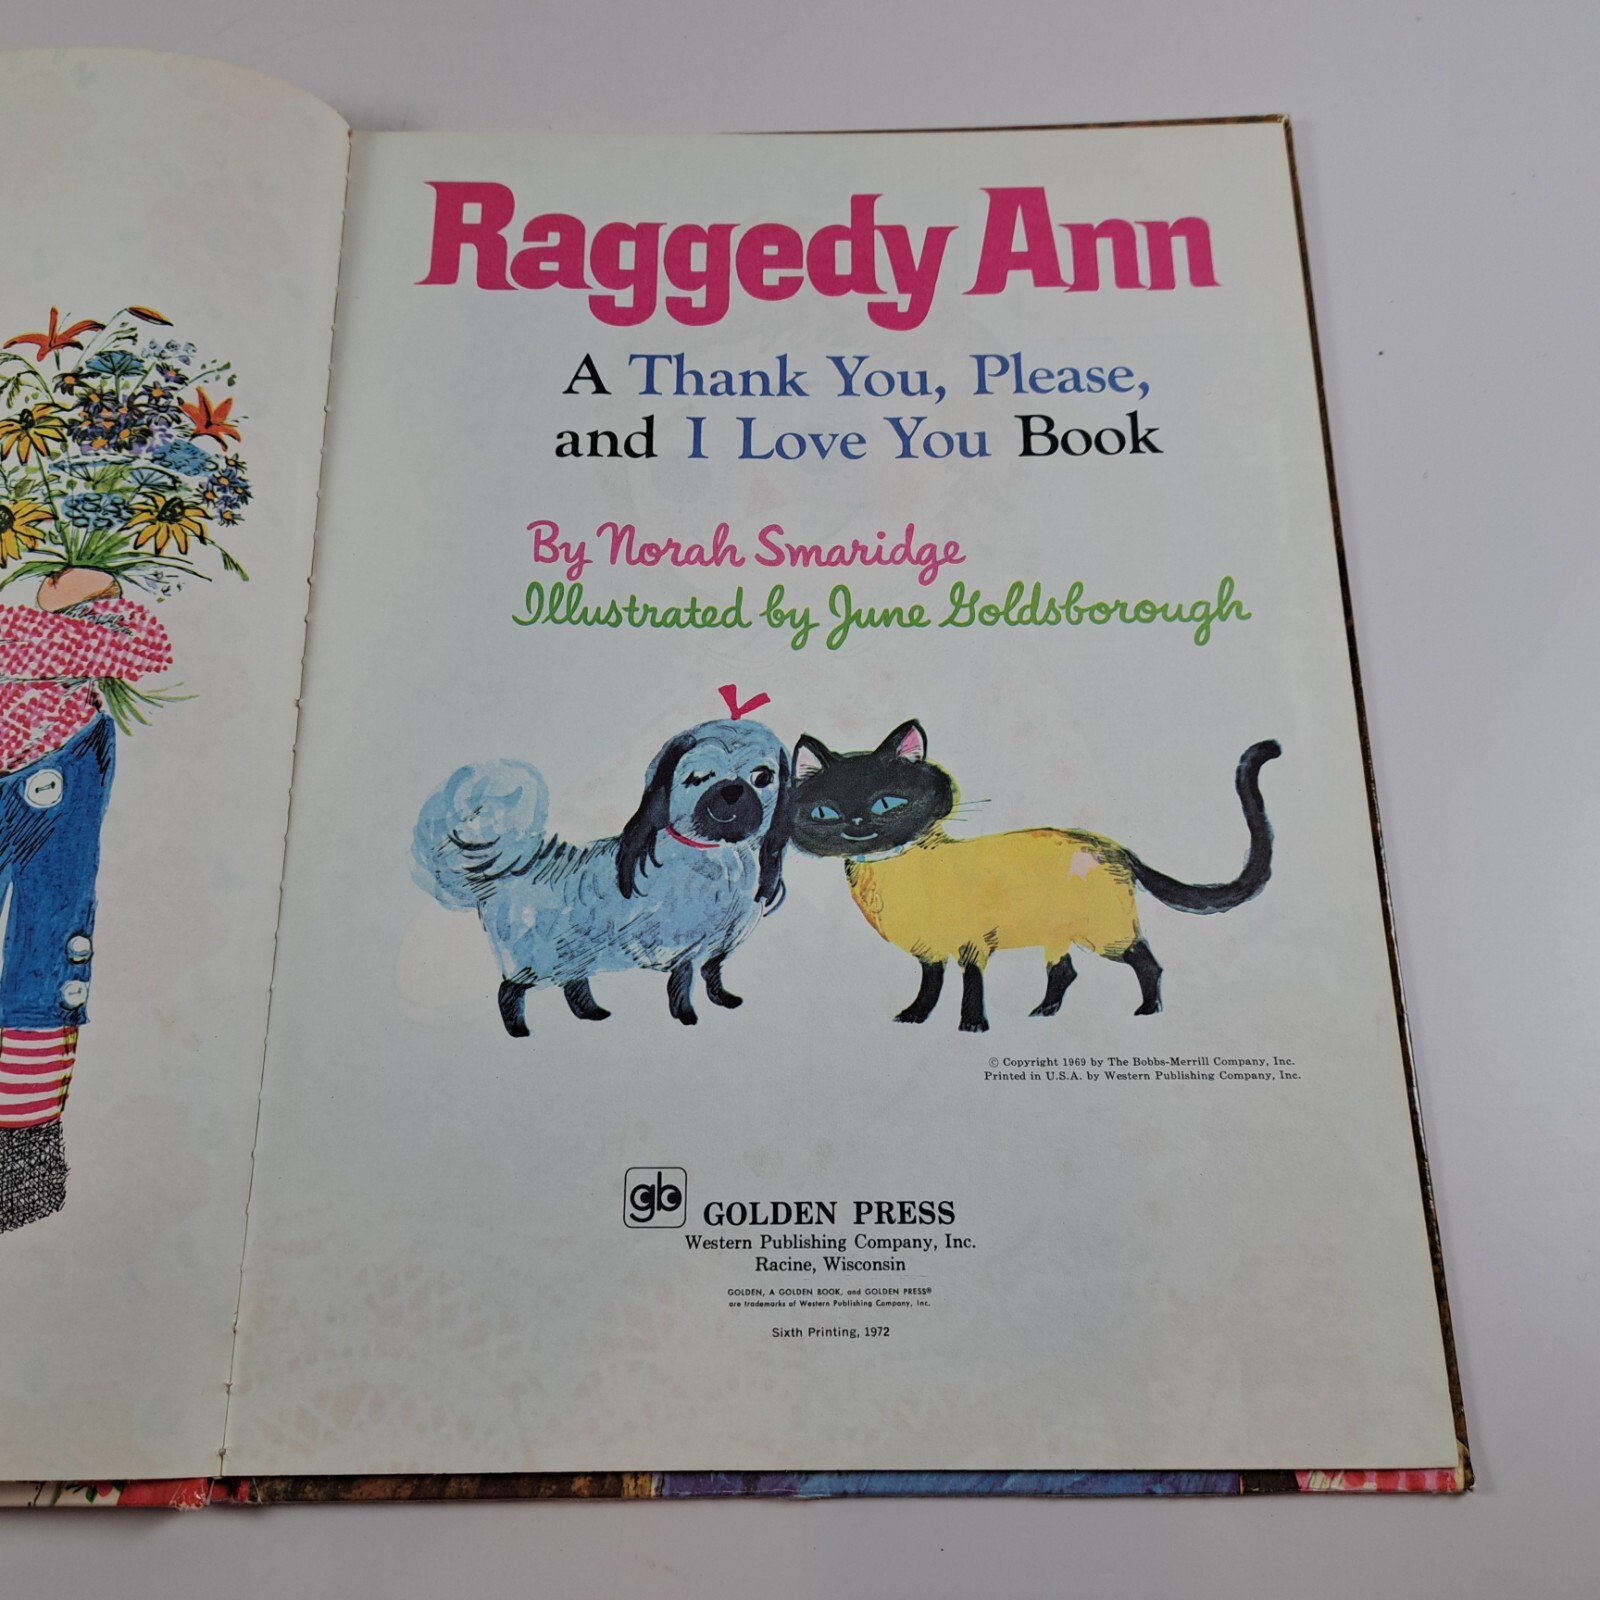 Raggedy Ann
A Thank You, Please,
and I Love You Book
By Norah Smaridge
Illustrated by June Goldsborough
© Copyright 1969 by The Bobbs-Merrill Company, Inc.
Printed in U.S.A. by Western Publishing Company, Inc.
gb
GOLDEN PRESS
Western Publishing Company, Inc.
Racine, Wisconsin
GOLDEN, A GOLDEN BOOK, and GOLDEN PRESS®
are trademarks of Western Publishing Company, Inc.
Sixth Printing, 1972